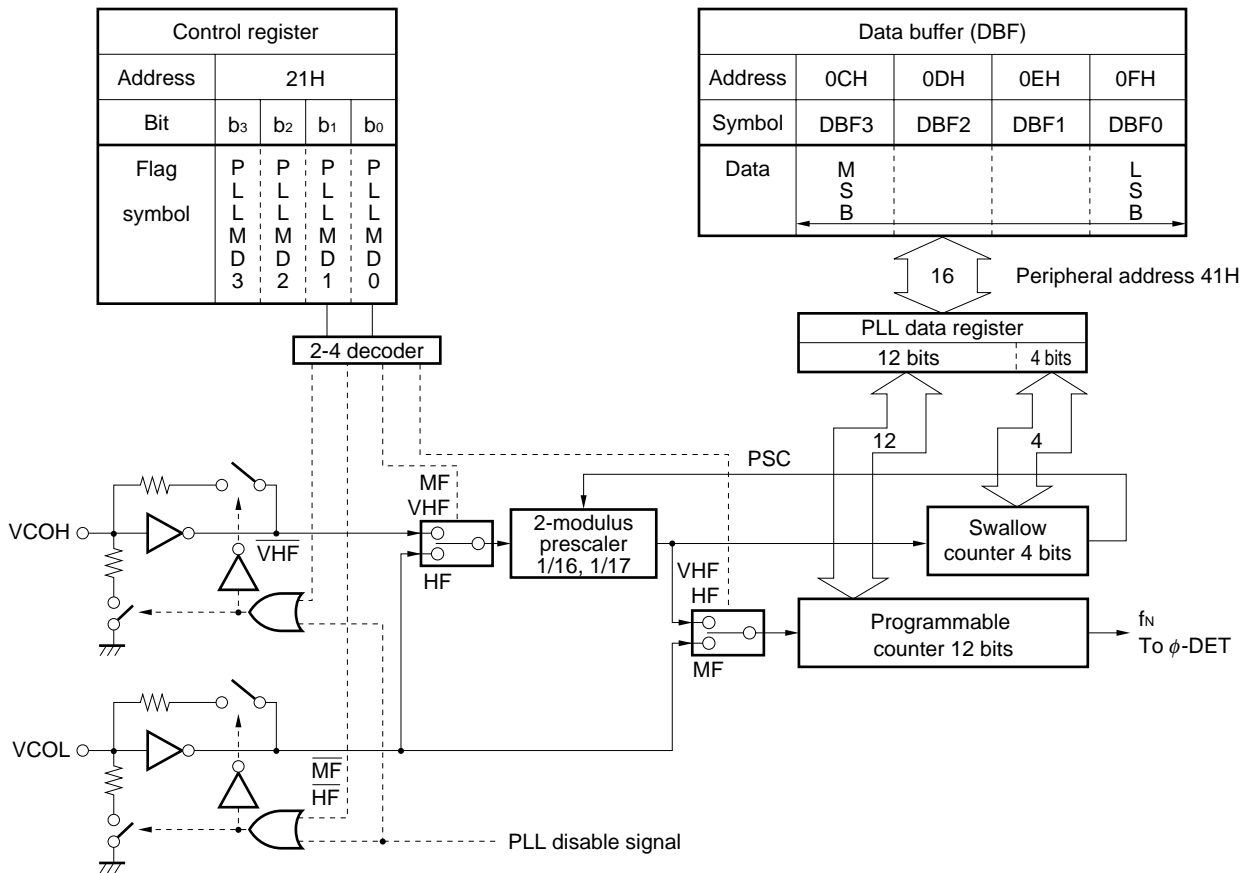 Control register
Address 21H
Bit b3 b2 b1 b0
Flag symbol
PLLMD3 PLLMD2 PLLMD1 PLLMD0
2-4 decoder
Data buffer (DBF)
Address 0CH 0DH 0EH 0FH
Symbol DBF3 DBF2 DBF1 DBF0
Data MSB LSB
16
Peripheral address 41H
PLL data register
12 bits 4 bits
12
4
PSC
MF
VHF
HF
VCOH
V̅H̅F̅
2-modulus
prescaler
1/16, 1/17
Swallow
counter 4 bits
VHF
HF
MF
Programmable
counter 12 bits
fN
To ϕ-DET
VCOL
M̅F̅
H̅F̅
PLL disable signal